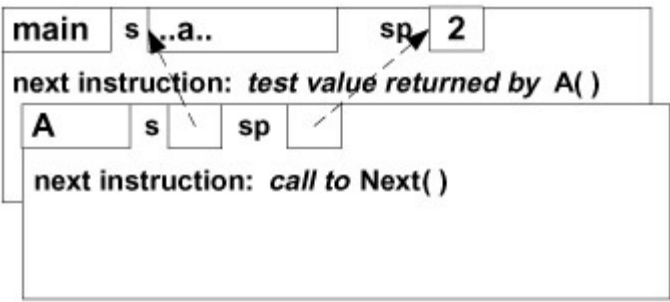 main s ..a.. sp 2
next instruction: test value returned by A( )
A s sp
next instruction: call to Next( )